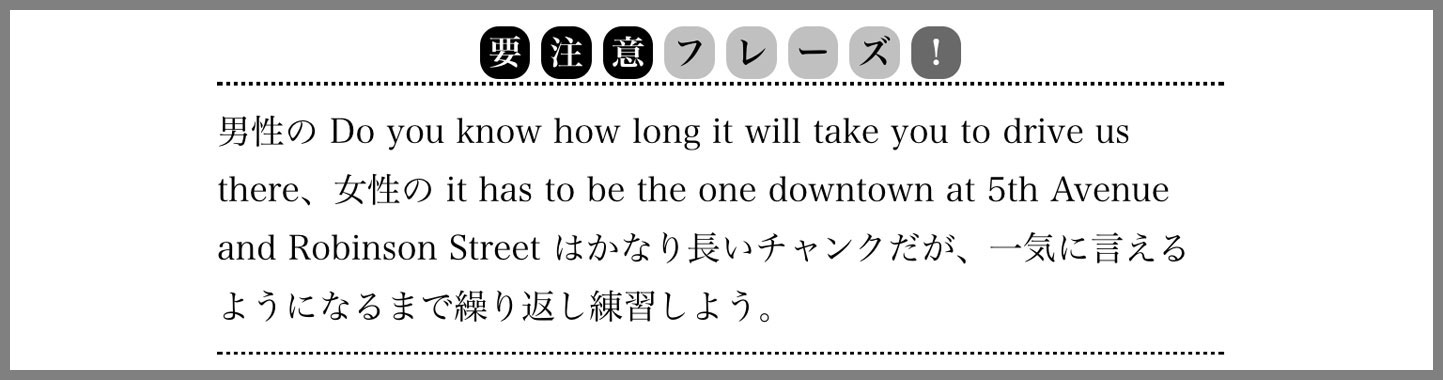 要注意フレーズ!
男性の Do you know how long it will take you to drive us
there、女性の it has to be the one downtown at 5th Avenue
and Robinson Street はかなり長いチャンクだが、一気に言える
ようになるまで繰り返し練習しよう。